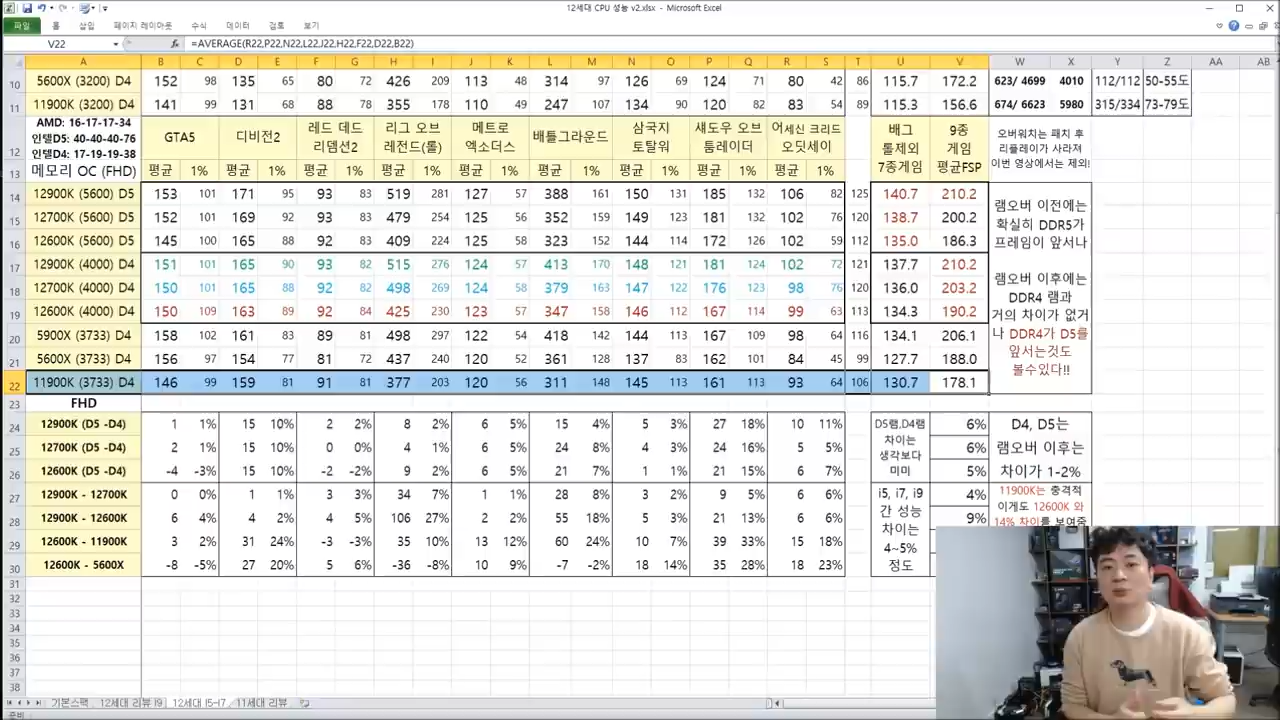 12세대 CPU 성능 v2.xlsx - Microsoft Excel
파일 홈 삽입 페이지 레이아웃 수식 데이터 검토 보기
V22 fx =AVERAGE(R22,P22,N22,L22,J22,H22,F22,D22,B22)
A B C D E F G H I J K L M N O P Q R S T U V W X Y Z AA AB
10 5600X (3200) D4 152 98 135 65 80 72 426 209 113 48 314 97 126 69 124 71 80 42 86 115.7 172.2 623/ 4699 4010 112/112 50-55도
11 11900K (3200) D4 141 99 131 68 88 78 355 178 110 49 247 107 134 90 120 82 83 54 89 115.3 156.6 674/ 6623 5980 315/334 73-79도
AMD: 16-17-17-34
인텔D5: 40-40-40-76
12 인텔D4: 17-19-19-38
GTA5 디비전2 레드 데드 리뎀션2 리그 오브 레전드(롤) 메트로 엑소더스 배틀그라운드 삼국지 토탈워 섀도우 오브 툼레이더 어세신 크리드 오딧세이
배그 롤제외 7종게임
9종 게임 평균FSP
오버워치는 패치 후
리플레이가 사라져
이번 영상에서는 제외!
13 메모리 OC (FHD) 평균 1% 평균 1% 평균 1% 평균 1% 평균 1% 평균 1% 평균 1% 평균 1% 평균 1%
14 12900K (5600) D5 153 101 171 95 93 83 519 281 127 57 388 161 150 131 185 132 106 82 125 140.7 210.2
15 12700K (5600) D5 152 101 169 92 93 83 479 254 125 56 352 159 149 123 181 132 102 76 120 138.7 200.2
16 12600K (5600) D5 145 100 165 88 92 83 409 224 125 58 323 152 144 114 172 126 102 59 112 135.0 186.3
17 12900K (4000) D4 151 101 165 90 93 82 515 276 124 57 413 170 148 121 181 124 102 72 121 137.7 210.2
18 12700K (4000) D4 150 101 165 88 92 82 498 269 124 58 379 163 147 122 176 123 98 76 120 136.0 203.2
19 12600K (4000) D4 150 109 163 89 92 84 425 230 123 57 347 158 146 112 167 114 99 63 113 134.3 190.2
20 5900X (3733) D4 158 102 161 83 89 83 498 297 122 54 418 142 144 113 167 109 98 64 116 134.1 206.1
21 5600X (3733) D4 156 97 154 77 81 72 437 240 120 52 361 128 137 83 162 101 84 45 99 127.7 188.0
22 11900K (3733) D4 146 99 159 81 91 81 377 203 120 56 311 148 145 113 161 113 93 64 106 130.7 178.1
램오버 이전에는
확실히 DDR5가
프레임이 앞서나
램오버 이후에는
DDR4 램과
거의 차이가 없거
나 DDR4가 D5를
앞서는것도
볼수있다!!
23 FHD
24 12900K (D5 -D4) 1 1% 15 10% 2 2% 8 2% 6 5% 15 4% 5 3% 27 18% 10 11% 6%
25 12700K (D5 -D4) 2 1% 15 10% 0 0% 4 1% 6 5% 24 8% 4 3% 24 16% 5 5% 6%
26 12600K (D5 -D4) -4 -3% 15 10% -2 -2% 9 2% 6 5% 21 7% 1 1% 21 15% 6 7% 5%
27 12900K - 12700K 0 0% 1 1% 3 3% 34 7% 1 1% 28 8% 3 2% 9 5% 6 6% 4%
28 12900K - 12600K 6 4% 4 2% 5 4% 106 27% 2 2% 55 18% 5 3% 21 13% 6 6% 9%
29 12600K - 11900K 3 2% 31 24% -3 -3% 35 10% 13 12% 60 24% 10 7% 39 33% 15 18%
30 12600K - 5600X -8 -5% 27 20% 5 6% -36 -8% 10 9% -7 -2% 18 14% 35 28% 18 23%
D5램,D4램
차이은
생각보다
미미
i5, i7, i9
간 성능
차이은
4~5%
정도
D4, D5는
램오버 이후는
차이가 1-2%
11900K는 충격적
이게도 12600K 와
14% 차이를 보여줌
31
32
33
34
35
36
37
38
기본스팩 12세대 리뷰 I9 12세대 I5-I7 11세대 리뷰
준비